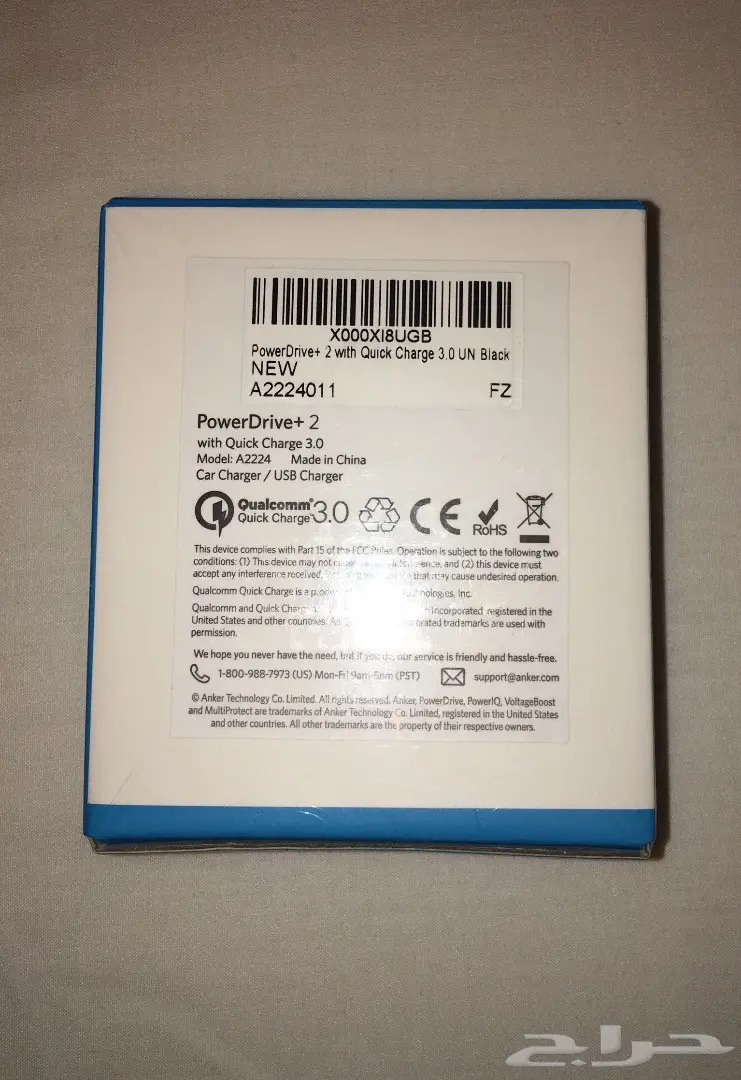 X000XI8UGB
PowerDrive+ 2 with Quick Charge 3.0 UN Black
NEW
A2224011 FZ
PowerDrive+ 2
with Quick Charge 3.0
Model: A2224 Made in China
Car Charger / USB Charger
Qualcomm
Quick Charge 3.0
CE
RoHS
This device complies with Part 15 of the FCC Rules. Operation is subject to the following two
conditions: (1) This device may not cause interference, and (2) this device must
accept any interference received, that may cause undesired operation.
Qualcomm Quick Charge is a product Technologies, Inc.
Qualcomm and Quick Charge Incorporated registered in the
United States and other countries. trademarks are used with
permission.
We hope you never have the need, but if you do, our service is friendly and hassle-free.
1-800-988-7973 (US) Mon-Fri 9am-5pm (PST) support@anker.com
© Anker Technology Co. Limited. All rights reserved. Anker, PowerDrive, PowerIQ, VoltageBoost
and MultiProtect are trademarks of Anker Technology Co. Limited, registered in the United States
and other countries. All other trademarks are the property of their respective owners.
حراج